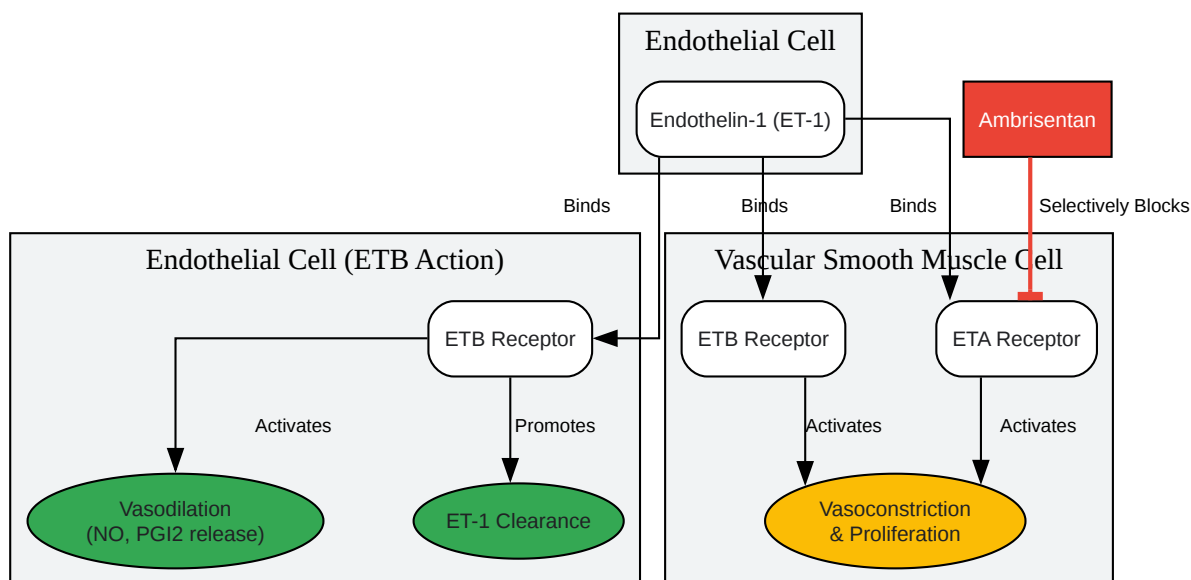 Endothelial Cell
Endothelin-1 (ET-1)
Ambrisentan
Binds
Binds
Binds
Selectively Blocks
Endothelial Cell (ETB Action)
Vascular Smooth Muscle Cell
ETB Receptor
ETB Receptor
ETA Receptor
Activates
Promotes
Activates
Activates
Vasodilation
(NO, PGI2 release)
ET-1 Clearance
Vasoconstriction
& Proliferation